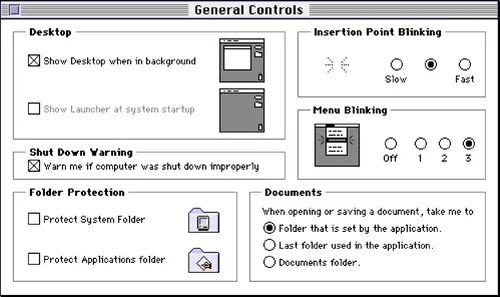 General Controls
Desktop
Show Desktop when in background
Show Launcher at system startup
Shut Down Warning
Warn me if computer was shut down improperly
Folder Protection
Protect System Folder
Protect Applications folder
Insertion Point Blinking
Slow Fast
Menu Blinking
Off 1 2 3
Documents
When opening or saving a document, take me to
Folder that is set by the application.
Last folder used in the application.
Documents folder.